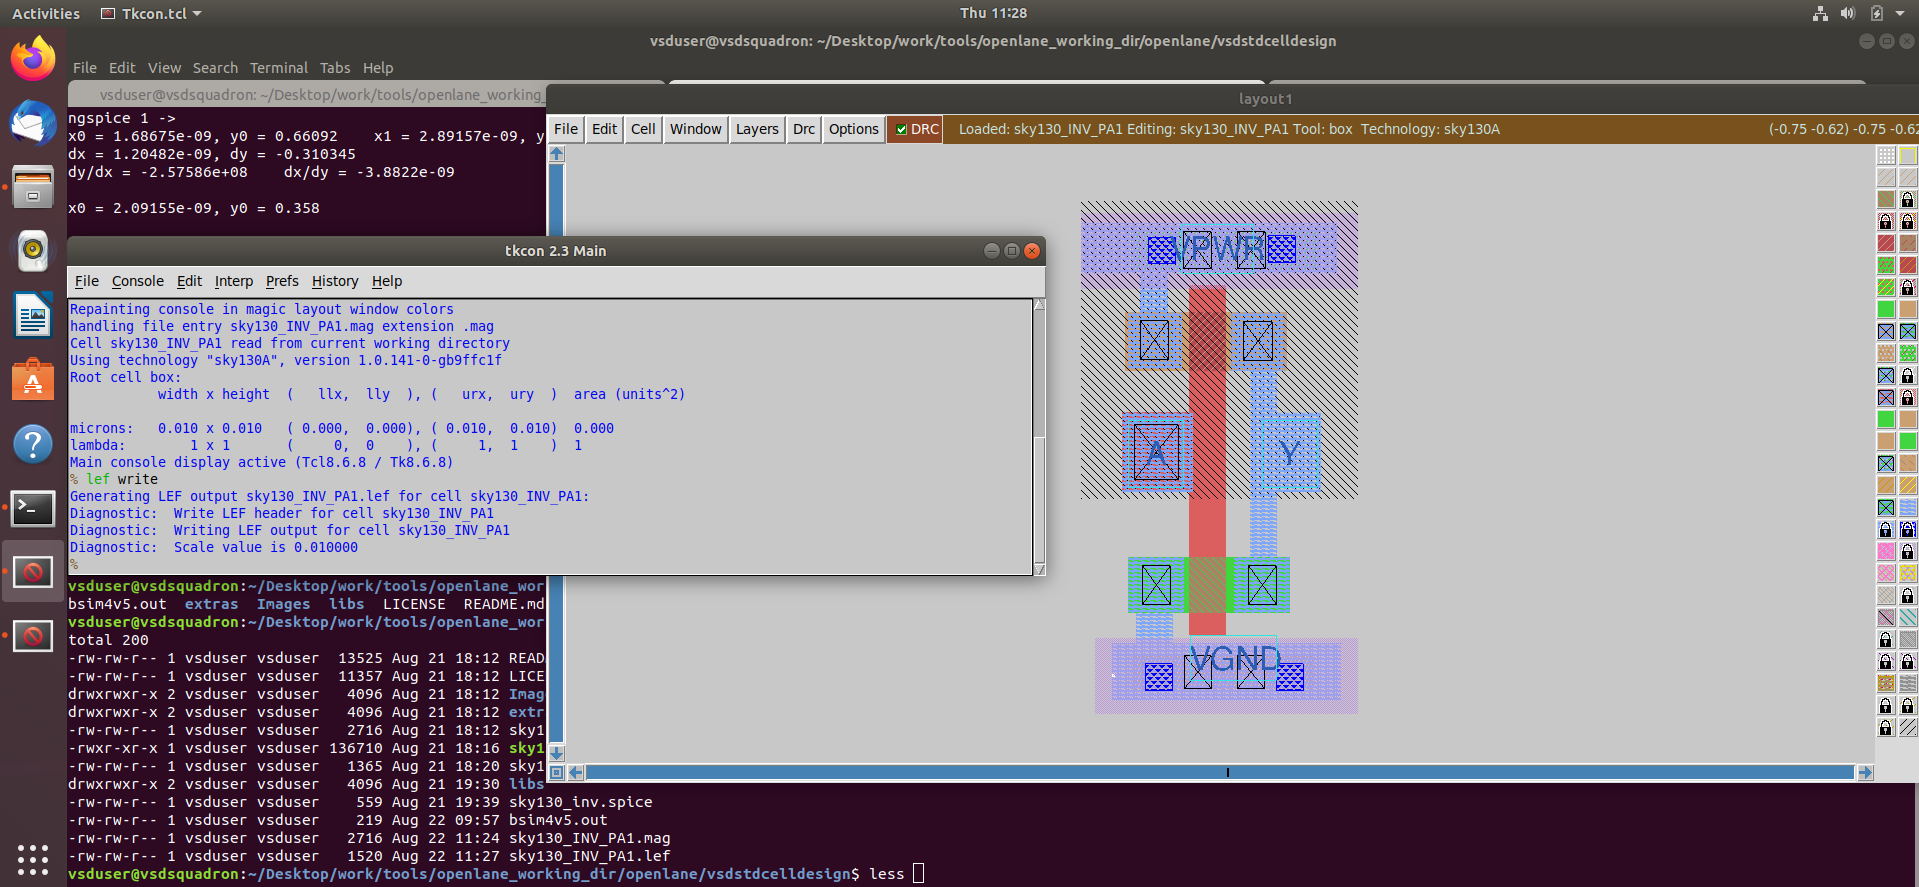 Activities Tkcon.tcl Thu 11:28
vsduser@vsdsquadron: ~/Desktop/work/tools/openlane_working_dir/openlane/vsdstdcelldesign
File Edit View Search Terminal Tabs Help
vsduser@vsdsquadron: ~/Desktop/work/tools/openlane_working_
ngspice 1 ->
x0 = 1.68675e-09, y0 = 0.66092    x1 = 2.89157e-09, y
dx = 1.20482e-09, dy = -0.310345
dy/dx = -2.57586e+08    dx/dy = -3.8822e-09
x0 = 2.09155e-09, y0 = 0.358
layout1
File Edit Cell Window Layers Drc Options DRC Loaded: sky130_INV_PA1 Editing: sky130_INV_PA1 Tool: box  Technology: sky130A (-0.75 -0.62) -0.75 -0.62
VPWR
A
Y
VGND
tkcon 2.3 Main
File Console Edit Interp Prefs History Help
Repainting console in magic layout window colors
handling file entry sky130_INV_PA1.mag extension .mag
Cell sky130_INV_PA1 read from current working directory
Using technology "sky130A", version 1.0.141-0-gb9ffc1f
Root cell box:
width x height  (   llx,  lly  ), (   urx,  ury  )  area (units^2)
microns:   0.010 x 0.010   ( 0.000,  0.000), ( 0.010,  0.010)  0.000
lambda:        1 x 1       (     0,  0    ), (     1,  1    )  1
Main console display active (Tcl8.6.8 / Tk8.6.8)
% lef write
Generating LEF output sky130_INV_PA1.lef for cell sky130_INV_PA1:
Diagnostic:  Write LEF header for cell sky130_INV_PA1
Diagnostic:  Writing LEF output for cell sky130_INV_PA1
Diagnostic:  Scale value is 0.010000
%
vsduser@vsdsquadron:~/Desktop/work/tools/openlane_wor
bsim4v5.out  extras  Images  libs  LICENSE  README.md
vsduser@vsdsquadron:~/Desktop/work/tools/openlane_wor
total 200
-rw-rw-r-- 1 vsduser vsduser  13525 Aug 21 18:12 READ
-rw-rw-r-- 1 vsduser vsduser  11357 Aug 21 18:12 LICE
drwxrwxr-x 2 vsduser vsduser   4096 Aug 21 18:12 Imag
drwxrwxr-x 2 vsduser vsduser   4096 Aug 21 18:12 extr
-rw-rw-r-- 1 vsduser vsduser   2716 Aug 21 18:12 sky1
-rwxr-xr-x 1 vsduser vsduser 136710 Aug 21 18:16 sky1
-rw-rw-r-- 1 vsduser vsduser   1365 Aug 21 18:20 sky1
drwxrwxr-x 2 vsduser vsduser   4096 Aug 21 19:30 libs
-rw-rw-r-- 1 vsduser vsduser    559 Aug 21 19:39 sky130_inv.spice
-rw-rw-r-- 1 vsduser vsduser    219 Aug 22 09:57 bsim4v5.out
-rw-rw-r-- 1 vsduser vsduser   2716 Aug 22 11:24 sky130_INV_PA1.mag
-rw-rw-r-- 1 vsduser vsduser   1520 Aug 22 11:27 sky130_INV_PA1.lef
vsduser@vsdsquadron:~/Desktop/work/tools/openlane_working_dir/openlane/vsdstdcelldesign$ less